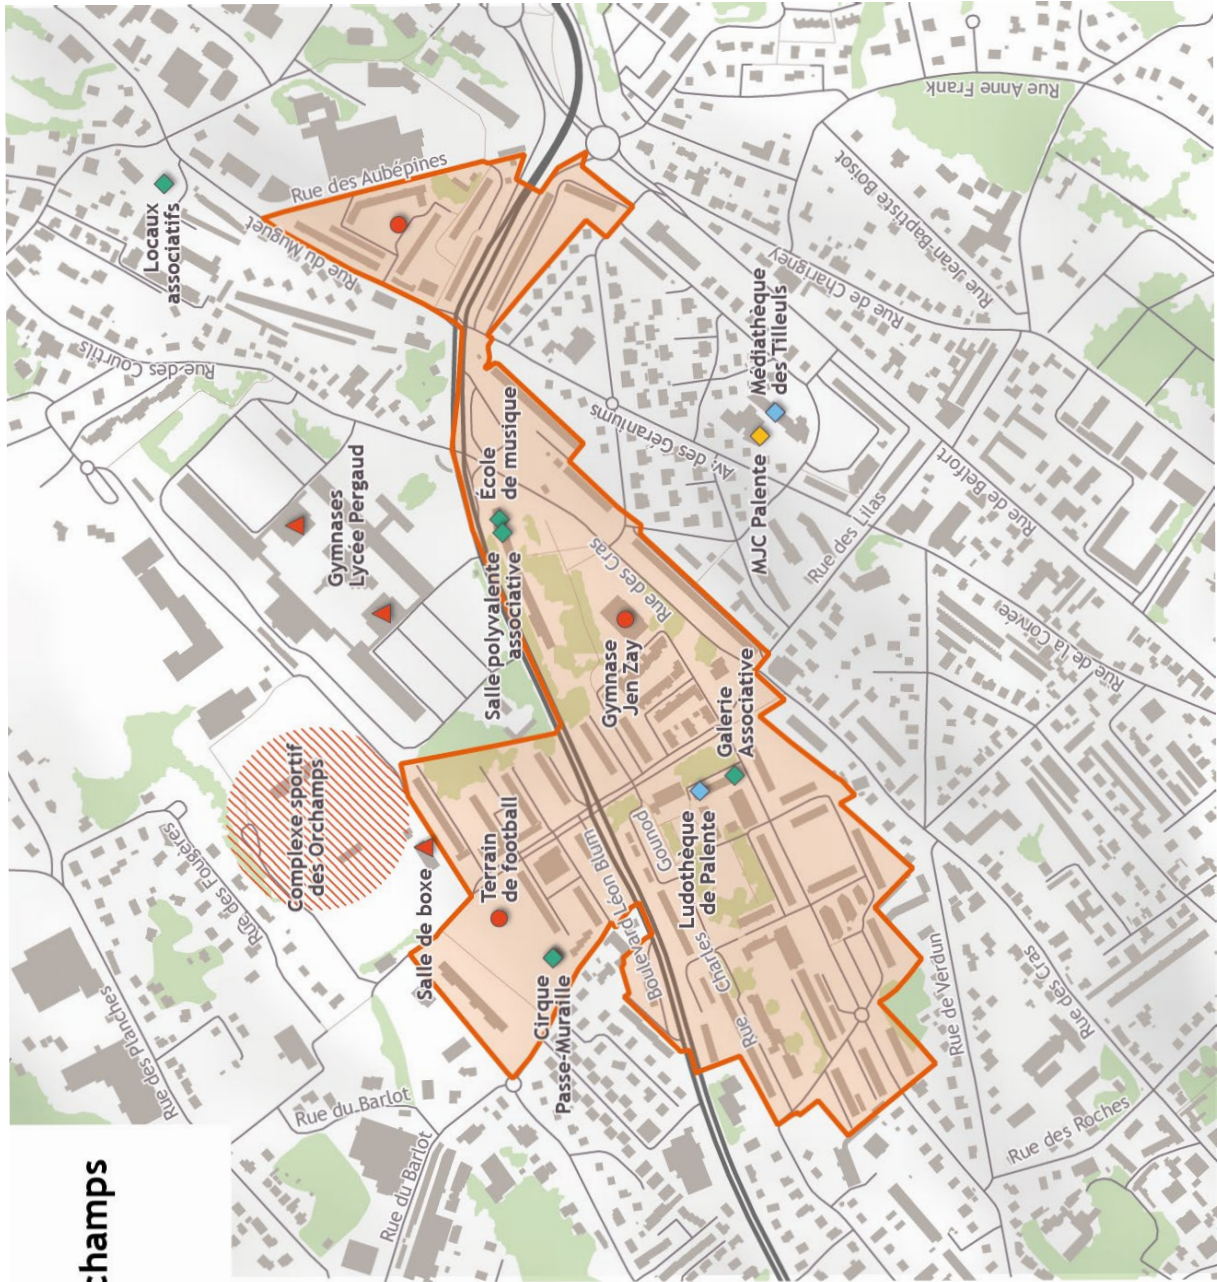 champs
Locaux
associatifs
Rue des Aubépines
Rue du Muguet
Rue des Courtils
Rue Anne Frank
Rue Jean-Baptiste Boisot
Rue de Charigney
Médiathèque
des Tilleuls
MJC Palente
Av. des Géraniums
École
de musique
Salle polyvalente
associative
Gymnases
Lycée Pergaud
Rue des Lilas
Rue de Belfort
Rue de la Corvée
Rue des Cras
Gymnase
Jen Zay
Galerie
Associative
Ludothèque
de Palente
Complexe sportif
des Orchamps
Salle de boxe
Terrain
de football
Cirque
Passe-Muraille
Boulevard Léon Blum
Rue
Charles
Gounod
Rue des Fougères
Rue des Planches
Rue du Barlot
Rue du Barlot
Rue de Verdun
Rue des Cras
Rue des Roches